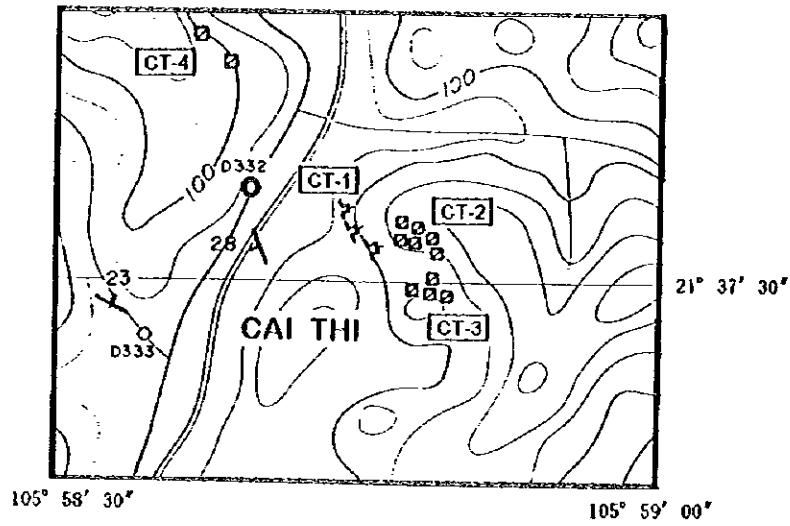 CT-4
100
100
D332
CT-1
CT-2
28
23
21° 37' 30"
CAI THI
CT-3
D333
105° 58' 30"
105° 59' 00"